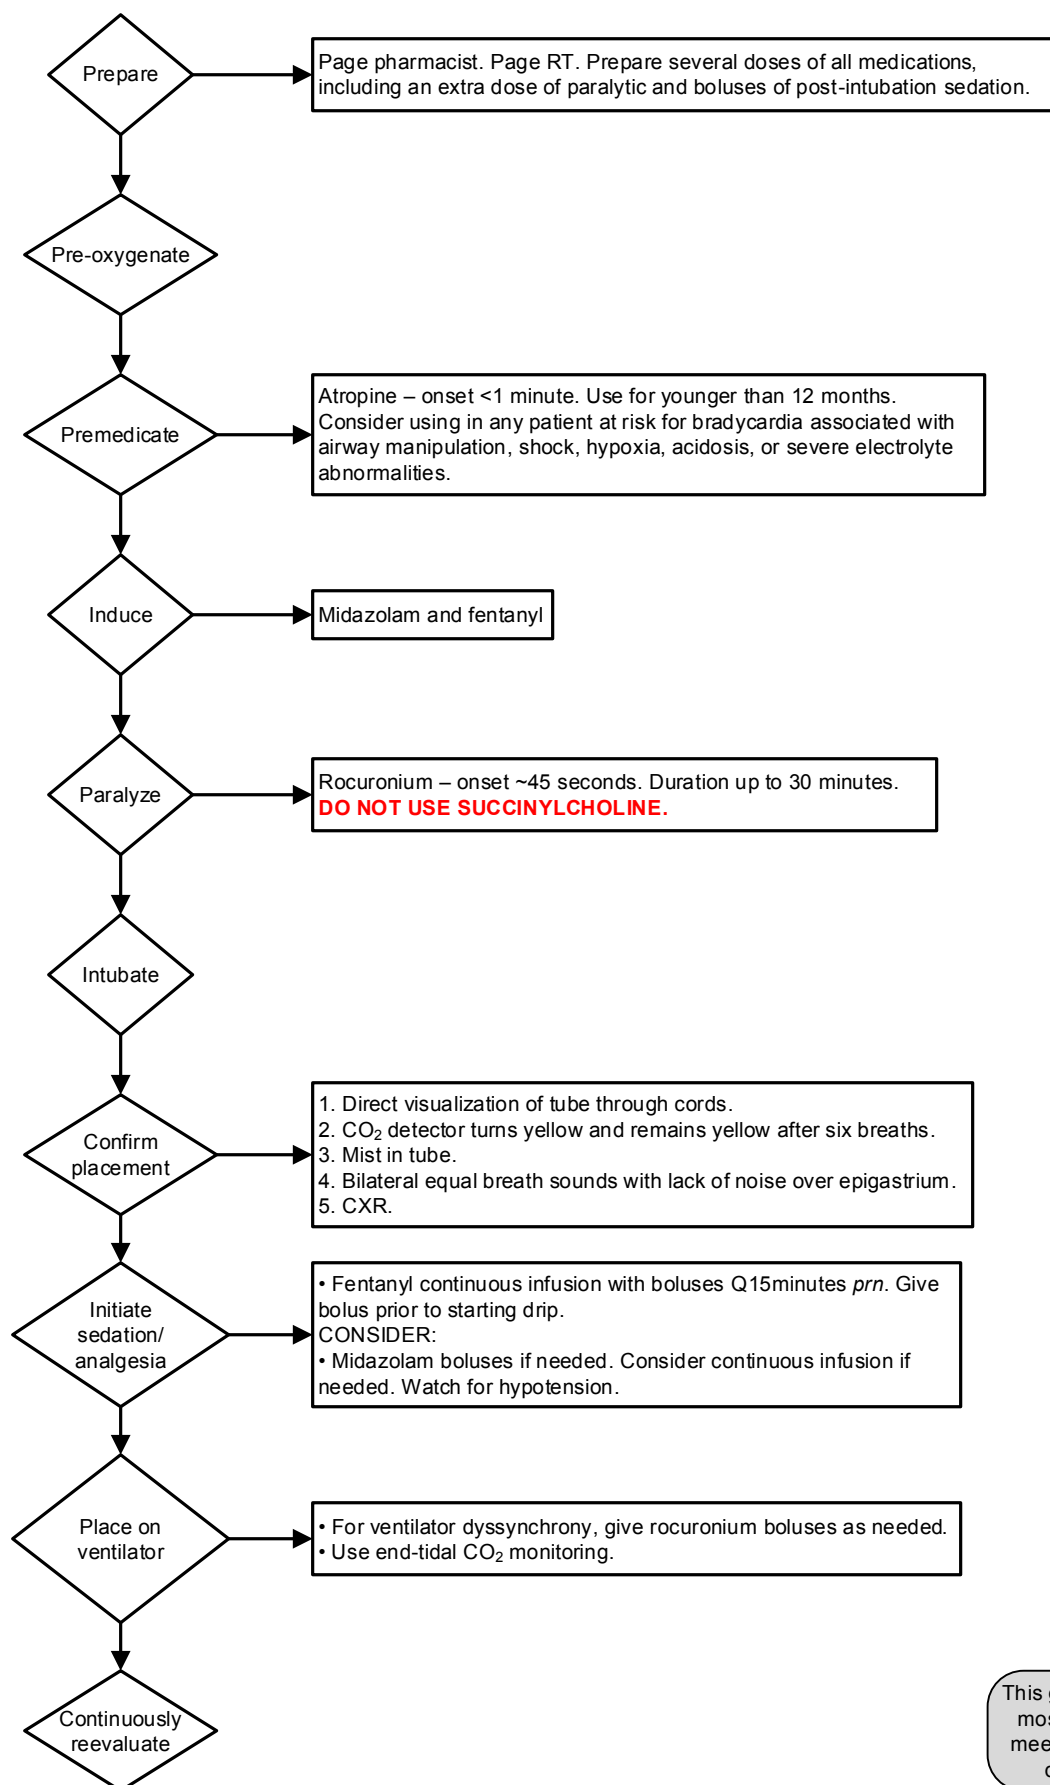 Prepare
Page pharmacist. Page RT. Prepare several doses of all medications,
including an extra dose of paralytic and boluses of post-intubation sedation.
Pre-oxygenate
Premedicate
Atropine – onset <1 minute. Use for younger than 12 months.
Consider using in any patient at risk for bradycardia associated with
airway manipulation, shock, hypoxia, acidosis, or severe electrolyte
abnormalities.
Induce
Midazolam and fentanyl
Paralyze
Rocuronium – onset ~45 seconds. Duration up to 30 minutes.
DO NOT USE SUCCINYLCHOLINE.
Intubate
Confirm
placement
1. Direct visualization of tube through cords.
2. CO₂ detector turns yellow and remains yellow after six breaths.
3. Mist in tube.
4. Bilateral equal breath sounds with lack of noise over epigastrium.
5. CXR.
Initiate
sedation/
analgesia
• Fentanyl continuous infusion with boluses Q15minutes prn. Give
bolus prior to starting drip.
CONSIDER:
• Midazolam boluses if needed. Consider continuous infusion if
needed. Watch for hypotension.
Place on
ventilator
• For ventilator dyssynchrony, give rocuronium boluses as needed.
• Use end-tidal CO₂ monitoring.
Continuously
reevaluate
This